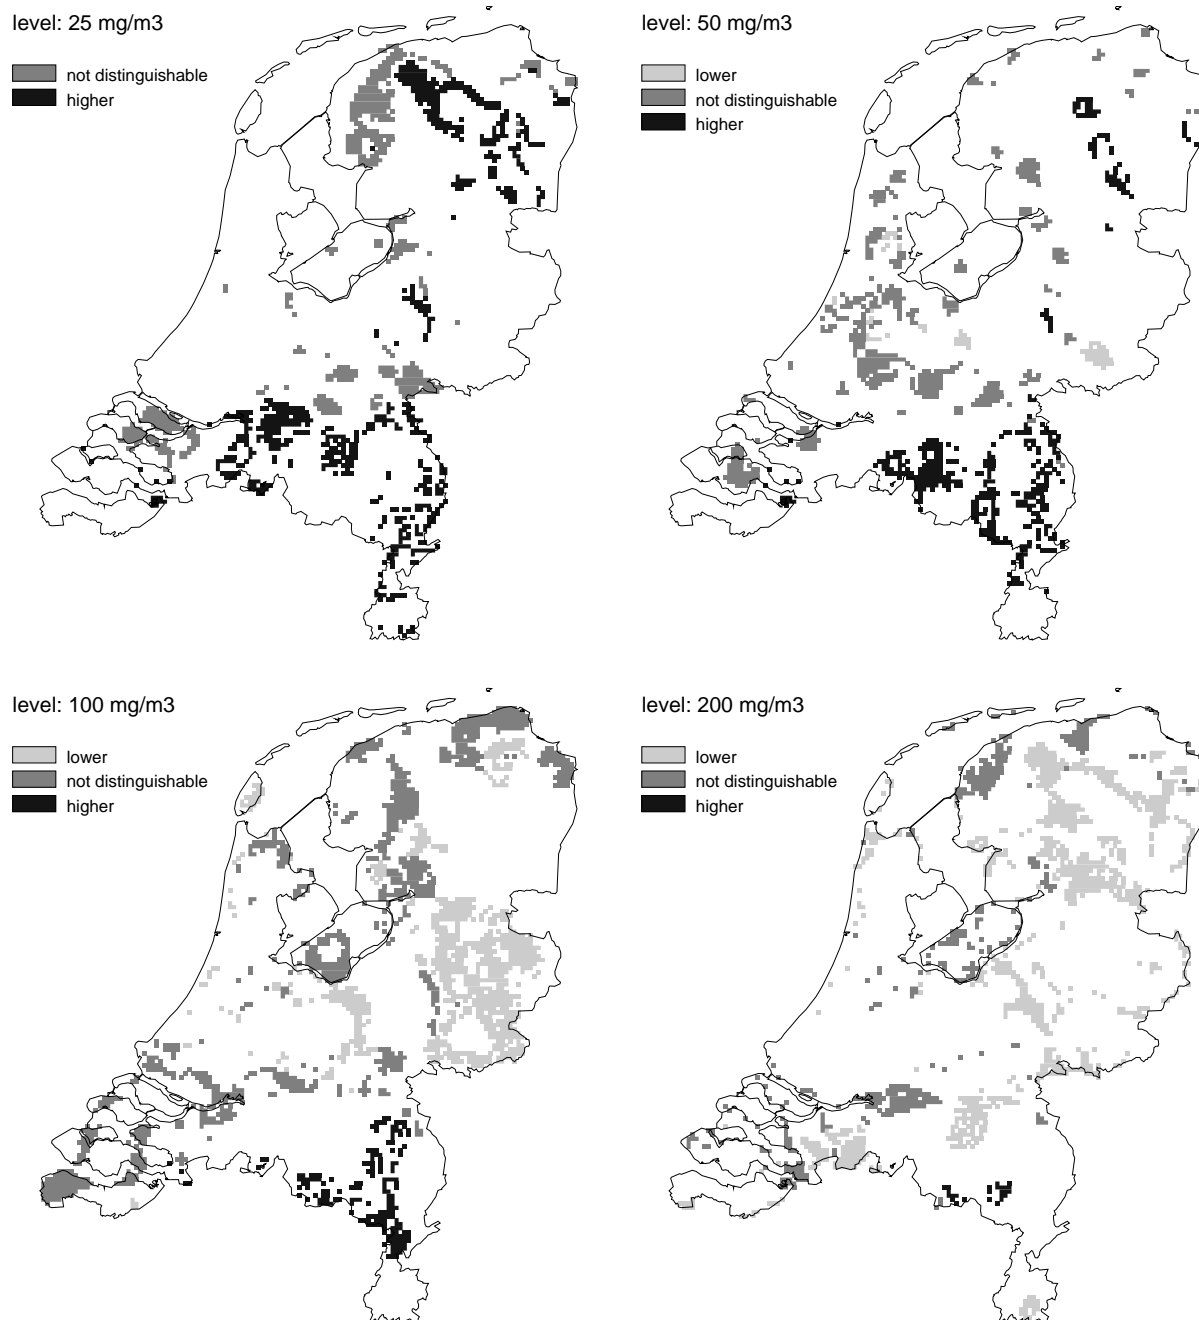 level: 25 mg/m3
not distinguishable
higher
level: 50 mg/m3
lower
not distinguishable
higher
level: 100 mg/m3
lower
not distinguishable
higher
level: 200 mg/m3
lower
not distinguishable
higher